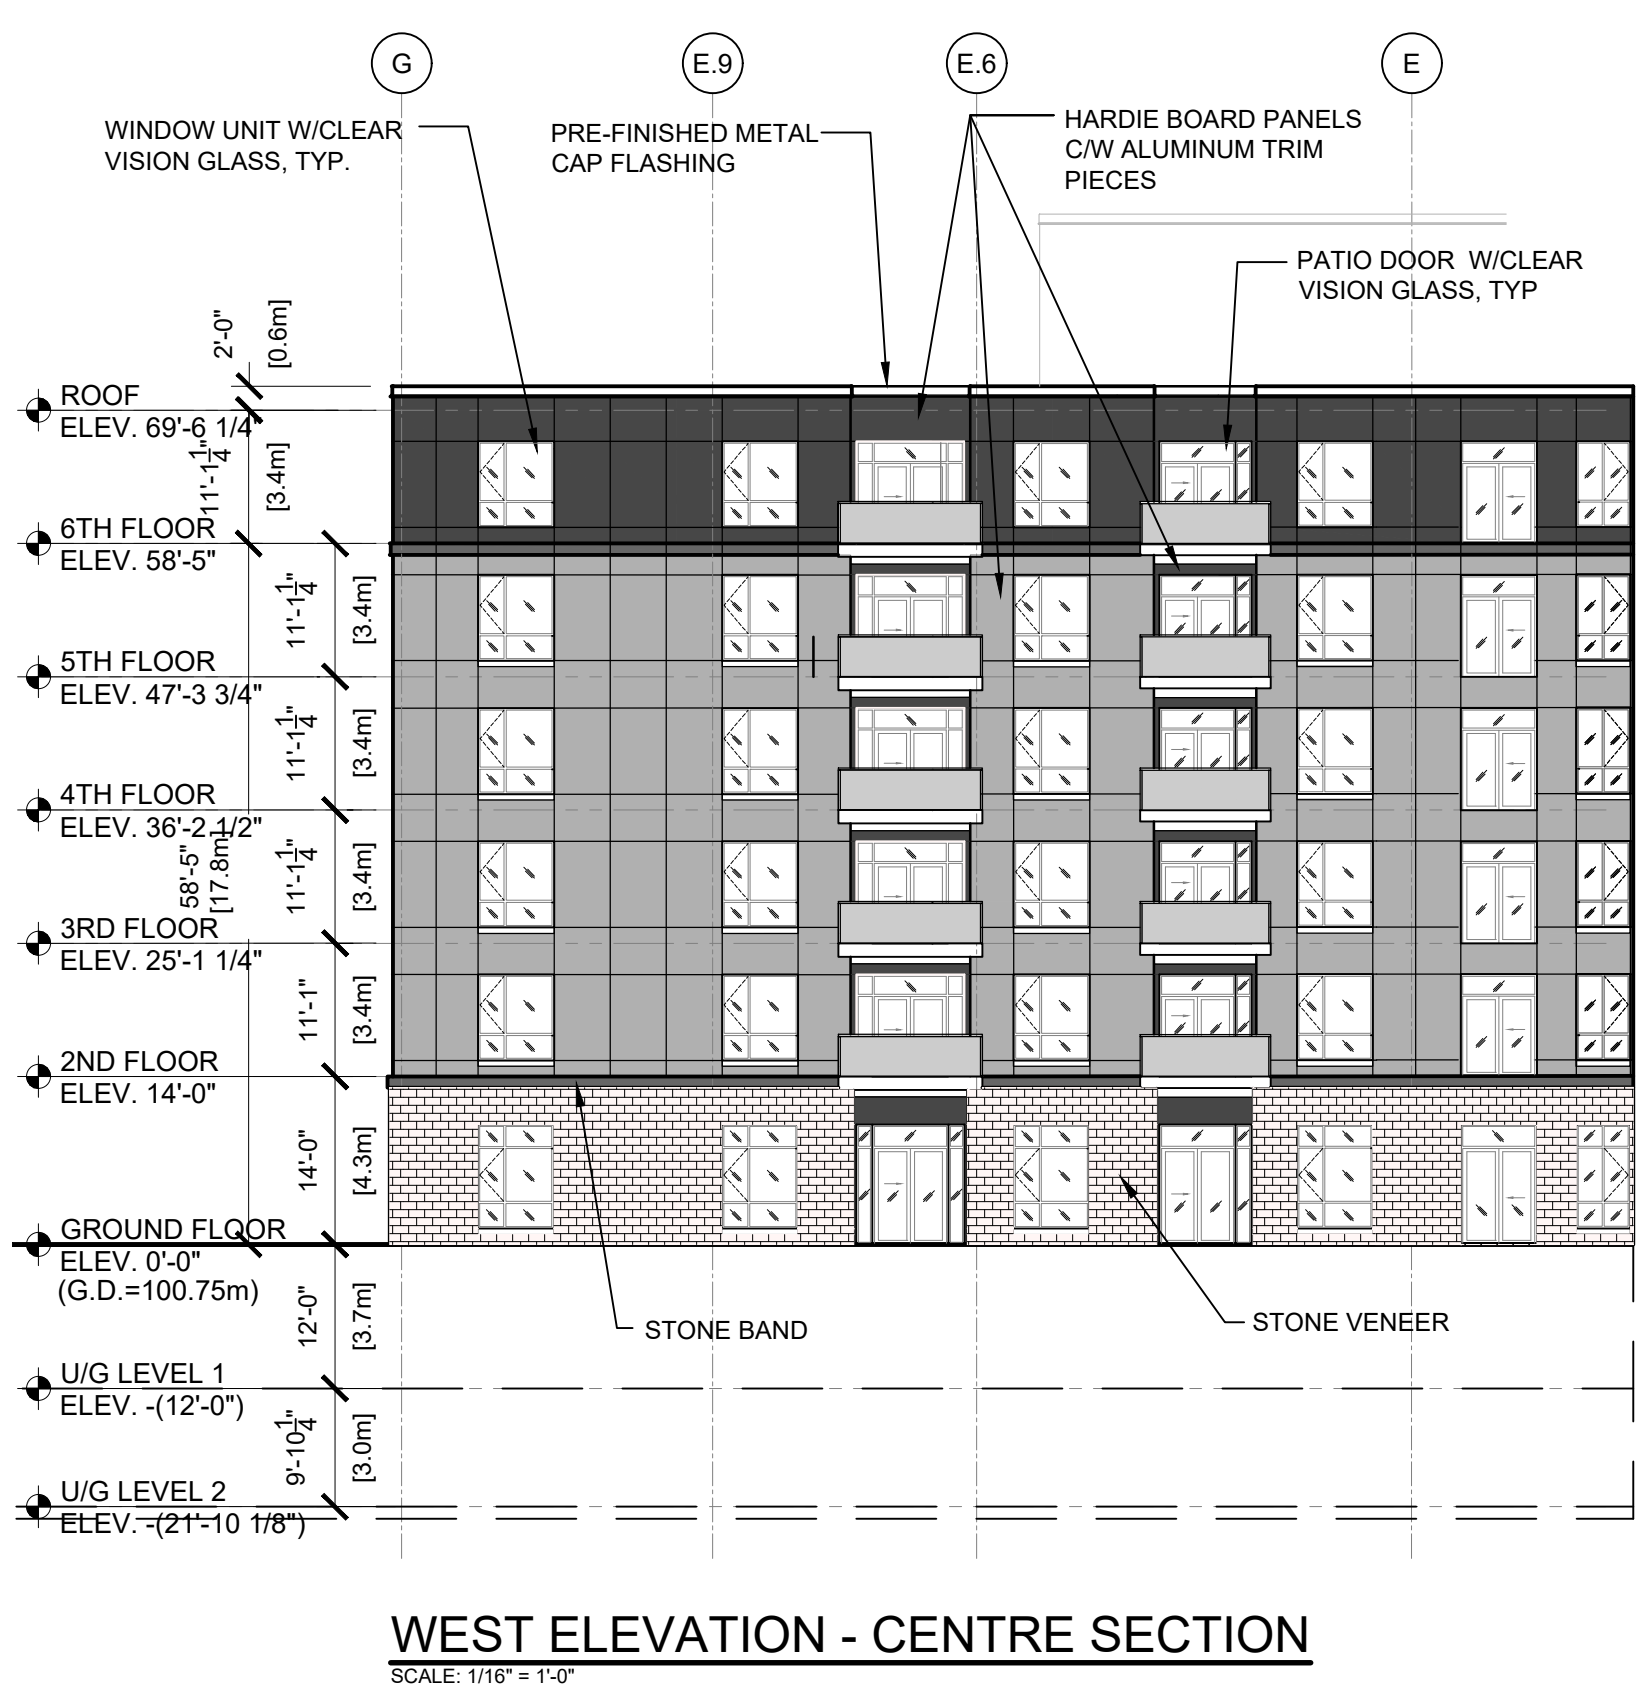 G
E.9
E.6
E
WINDOW UNIT W/CLEAR
VISION GLASS, TYP.
PRE-FINISHED METAL
CAP FLASHING
HARDIE BOARD PANELS
C/W ALUMINUM TRIM
PIECES
PATIO DOOR W/CLEAR
VISION GLASS, TYP
2'-0"
[0.6m]
ROOF
ELEV. 69'-6 1/4"
11'-1 1/4"
[3.4m]
6TH FLOOR
ELEV. 58'-5"
11'-1 1/4"
[3.4m]
5TH FLOOR
ELEV. 47'-3 3/4"
11'-1 1/4"
[3.4m]
4TH FLOOR
ELEV. 36'-2 1/2"
58'-5"
[17.8m]
11'-1 1/4"
[3.4m]
3RD FLOOR
ELEV. 25'-1 1/4"
11'-1"
[3.4m]
2ND FLOOR
ELEV. 14'-0"
14'-0"
[4.3m]
GROUND FLOOR
ELEV. 0'-0"
(G.D.=100.75m)
12'-0"
[3.7m]
STONE BAND
STONE VENEER
U/G LEVEL 1
ELEV. -(12'-0")
9'-10 1/4"
[3.0m]
U/G LEVEL 2
ELEV. -(21'-10 1/8")
WEST ELEVATION - CENTRE SECTION
SCALE: 1/16" = 1'-0"